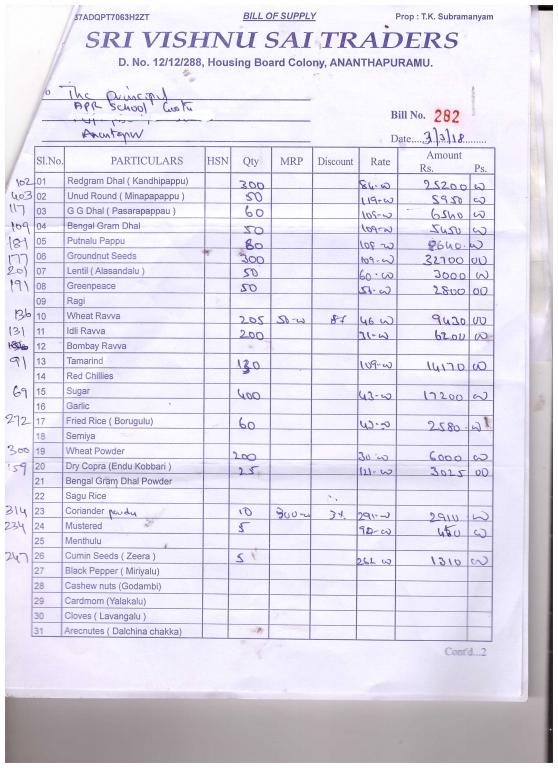 37ADQPT7063H2ZT BILL OF SUPPLY Prop : T.K. Subramanyam
SRI VISHNU SAI TRADERS
D. No. 12/12/288, Housing Board Colony, ANANTHAPURAMU.
The principal
APR School
Anantapur
Bill No. 282
Date....3/3/18.........
Sl.No. PARTICULARS HSN Qty MRP Discount Rate Amount Rs. Ps.
102 01 Redgram Dhal ( Kandhipappu) 300 84-00 25200 00
403 02 Unud Round ( Minapapappu ) 50 119-00 5950 00
117 03 G G Dhal ( Pasarapappau ) 60 109-00 6540 00
109 04 Bengal Gram Dhal 50 109-00 5450 00
181 05 Putnalu Pappu 80 108-00 8640-00
177 06 Groundnut Seeds 300 109-00 32700 00
201 07 Lentil ( Alasandalu ) 50 60-00 3000 00
191 08 Greenpeace 50 56-00 2800 00
09 Ragi
136 10 Wheat Ravva 205 50-00 8% 46 00 9430 00
131 11 Idli Ravva 200 31-00 6200 00
12 Bombay Ravva
91 13 Tamarind 130 109-00 14170 00
14 Red Chillies
69 15 Sugar 400 43-00 17200 00
16 Garlic
272 17 Fried Rice ( Borugulu) 60 43-00 2580-00
18 Semiya
300 19 Wheat Powder 200 30-00 6000 00
159 20 Dry Copra (Endu Kobbari ) 25 121-00 3025 00
21 Bengal Gram Dhal Powder
22 Sagu Rice
314 23 Coriander 10 300-00 3% 291-00 2910 00
234 24 Mustered 5 90-00 450 00
25 Menthulu
247 26 Cumin Seeds ( Zeera ) 5 262-00 1310 00
27 Black Pepper ( Miriyalu)
28 Cashew nuts (Godambi)
29 Cardmom (Yalakalu)
30 Cloves ( Lavangalu )
31 Arecnutes ( Dalchina chakka)
Cont'd...2